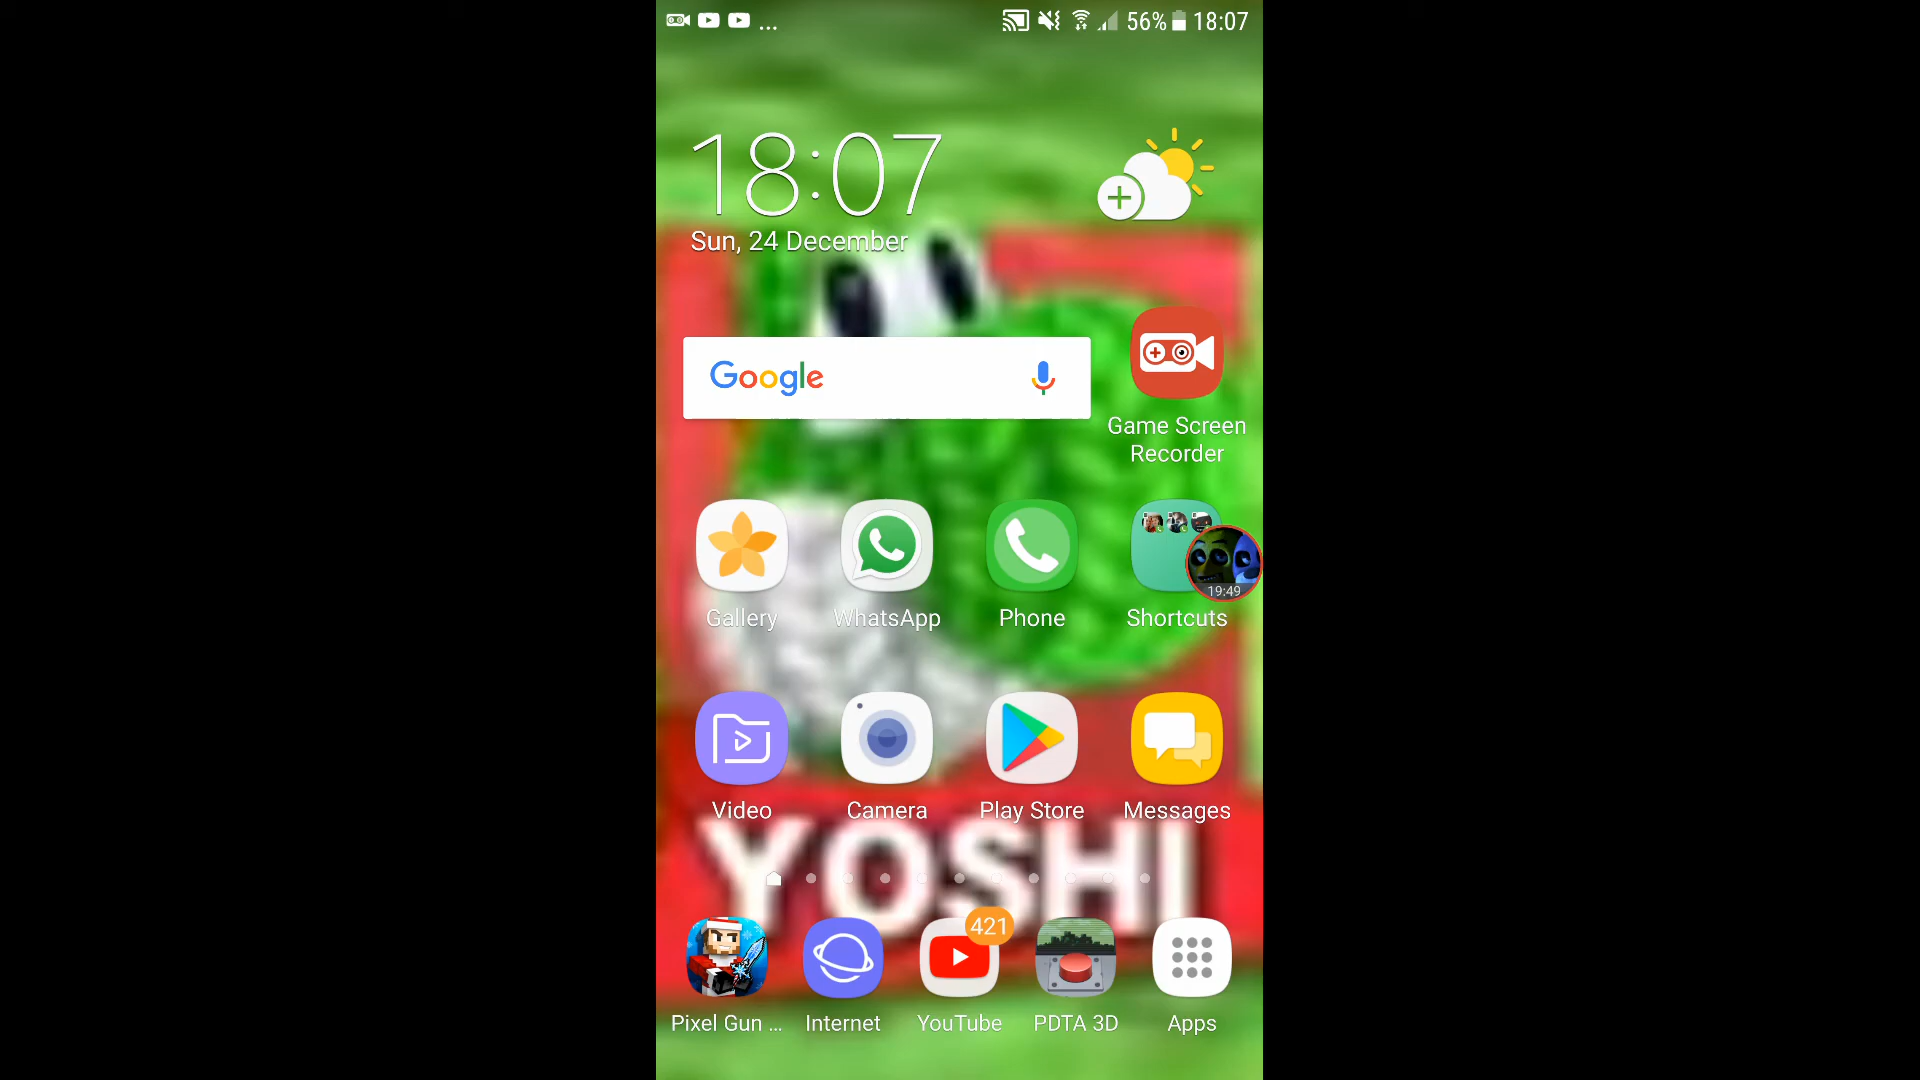 ... 56% 18:07
18:07
Sun, 24 December
Google
Game Screen
Recorder
19:49
Gallery WhatsApp Phone Shortcuts
Video Camera Play Store Messages
YOSHI
421
Pixel Gun ... Internet YouTube PDTA 3D Apps